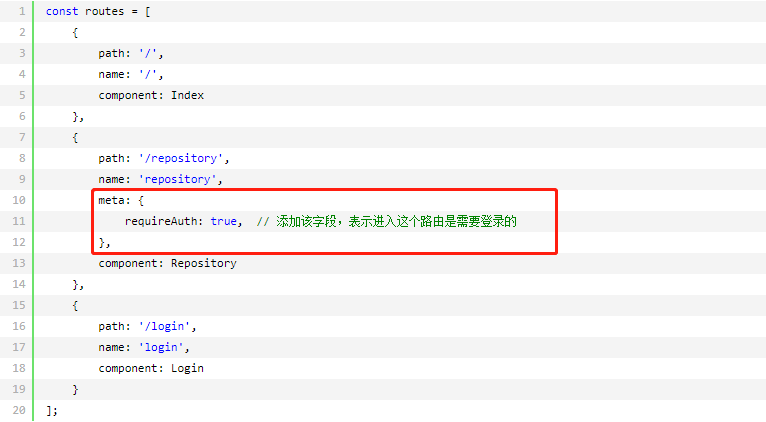 1 const routes = [
2 {
3 path: '/',
4 name: '/',
5 component: Index
6 },
7 {
8 path: '/repository',
9 name: 'repository',
10 meta: {
11 requireAuth: true, // 添加该字段，表示进入这个路由是需要登录的
12 },
13 component: Repository
14 },
15 {
16 path: '/login',
17 name: 'login',
18 component: Login
19 }
20 ];